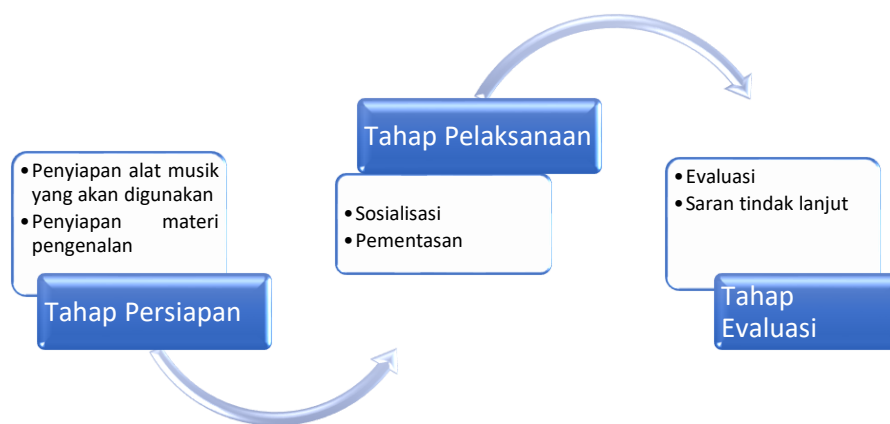 • Penyiapan alat musik
yang akan digunakan
• Penyiapan materi
pengenalan
Tahap Persiapan
Tahap Pelaksanaan
• Sosialisasi
• Pementasan
• Evaluasi
• Saran tindak lanjut
Tahap
Evaluasi